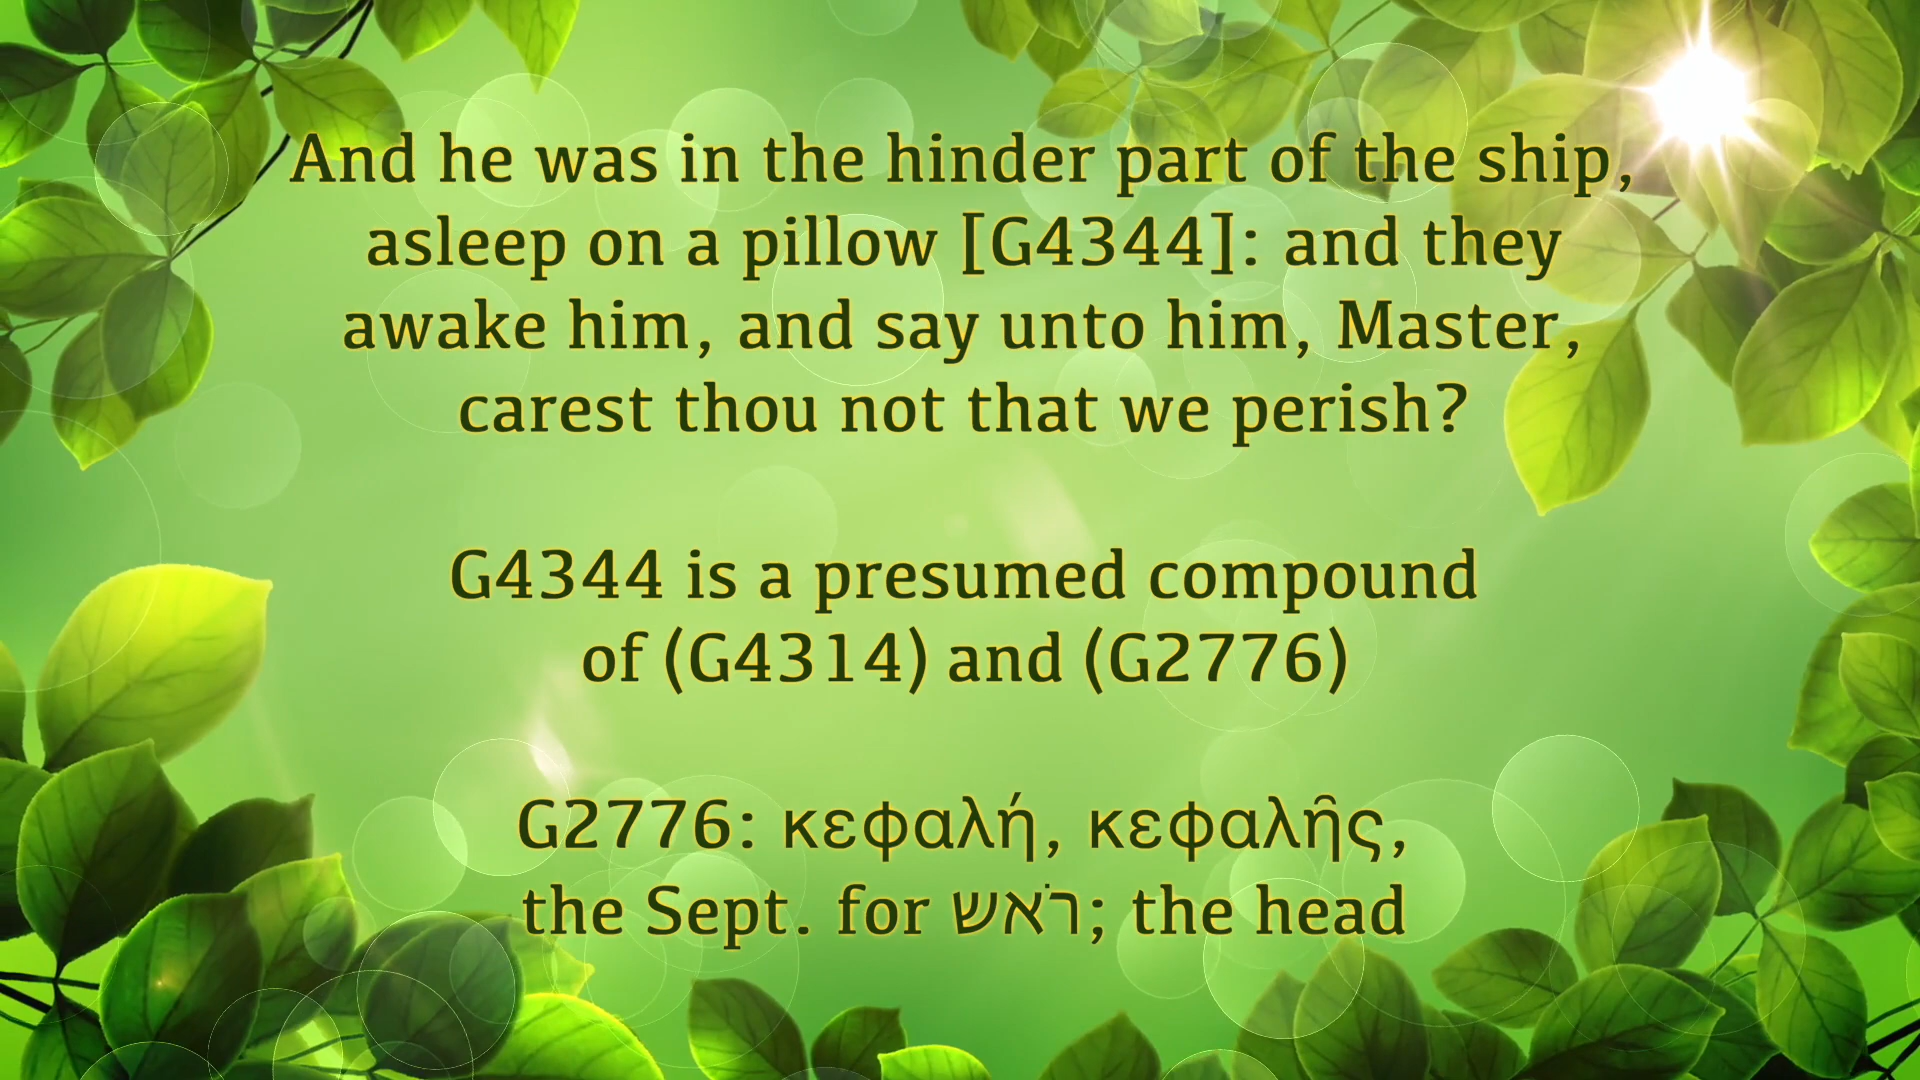 And he was in the hinder part of the ship,
asleep on a pillow [G4344]: and they
awake him, and say unto him, Master,
carest thou not that we perish?
G4344 is a presumed compound
of (G4314) and (G2776)
G2776: κεφαλή, κεφαλῆς,
the Sept. for רֹאשׁ; the head